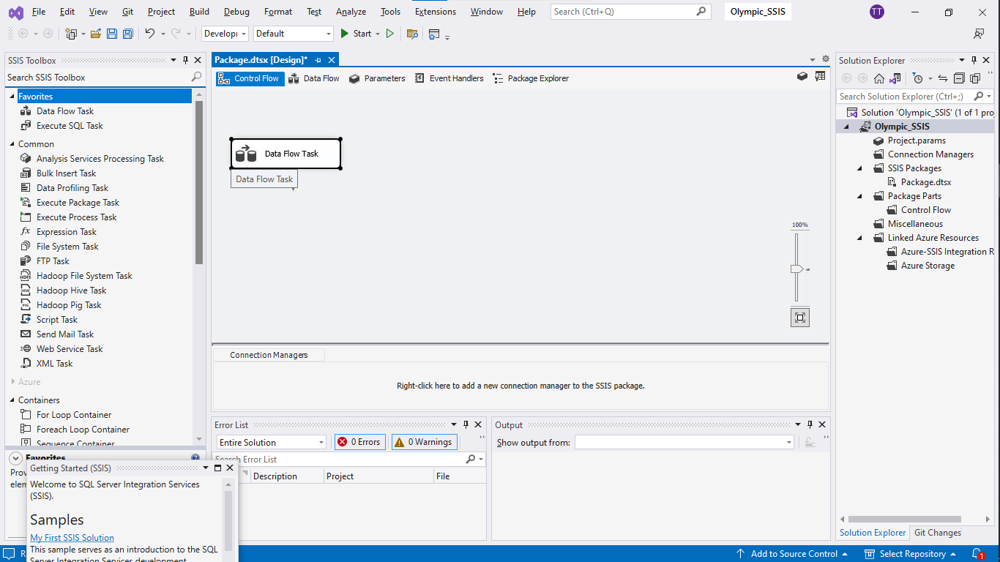 File Edit View Git Project Build Debug Format Test Analyze Tools Extensions Window Help Search (Ctrl+Q) Olympic_SSIS TT
Developı Default Start
SSIS Toolbox
Search SSIS Toolbox
Favorites
Data Flow Task
Execute SQL Task
Common
Analysis Services Processing Task
Bulk Insert Task
Data Profiling Task
Execute Package Task
Execute Process Task
Expression Task
File System Task
FTP Task
Hadoop File System Task
Hadoop Hive Task
Hadoop Pig Task
Script Task
Send Mail Task
Web Service Task
XML Task
Azure
Containers
For Loop Container
Foreach Loop Container
Sequence Container
Favorites
Prov
elem
Getting Started (SSIS)
Welcome to SQL Server Integration Services
(SSIS).
Samples
My First SSIS Solution
This sample serves as an introduction to the SQL
Server Integration Services development
Package.dtsx [Design]*
Control Flow Data Flow Parameters Event Handlers Package Explorer
Data Flow Task
Data Flow Task
100%
Connection Managers
Right-click here to add a new connection manager to the SSIS package.
Error List
Entire Solution 0 Errors 0 Warnings
Search Error List
Description Project File
Output
Show output from:
Solution Explorer
Search Solution Explorer (Ctrl+;)
Solution 'Olympic_SSIS' (1 of 1 proj
Olympic_SSIS
Project.params
Connection Managers
SSIS Packages
Package.dtsx
Package Parts
Control Flow
Miscellaneous
Linked Azure Resources
Azure-SSIS Integration R
Azure Storage
Solution Explorer Git Changes
R Add to Source Control Select Repository 1